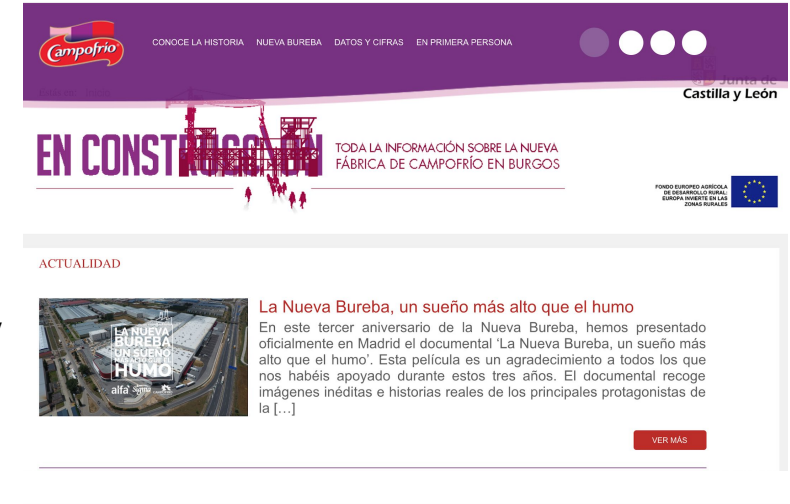 Campofrío
CONOCE LA HISTORIA NUEVA BUREBA DATOS Y CIFRAS EN PRIMERA PERSONA
Junta de
Castilla y León
EN CONSTRUCCIÓN
TODA LA INFORMACIÓN SOBRE LA NUEVA
FÁBRICA DE CAMPOFRÍO EN BURGOS
FONDO EUROPEO AGRÍCOLA
DE DESARROLLO RURAL:
EUROPA INVIERTE EN LAS
ZONAS RURALES
ACTUALIDAD
LA NUEVA
BUREBA
UN SUEÑO
MÁS ALTO QUE EL
HUMO
alfa Sigma
La Nueva Bureba, un sueño más alto que el humo
En este tercer aniversario de la Nueva Bureba, hemos presentado
oficialmente en Madrid el documental ‘La Nueva Bureba, un sueño más
alto que el humo’. Esta película es un agradecimiento a todos los que
nos habéis apoyado durante estos tres años. El documental recoge
imágenes inéditas e historias reales de los principales protagonistas de
la […]
VER MÁS